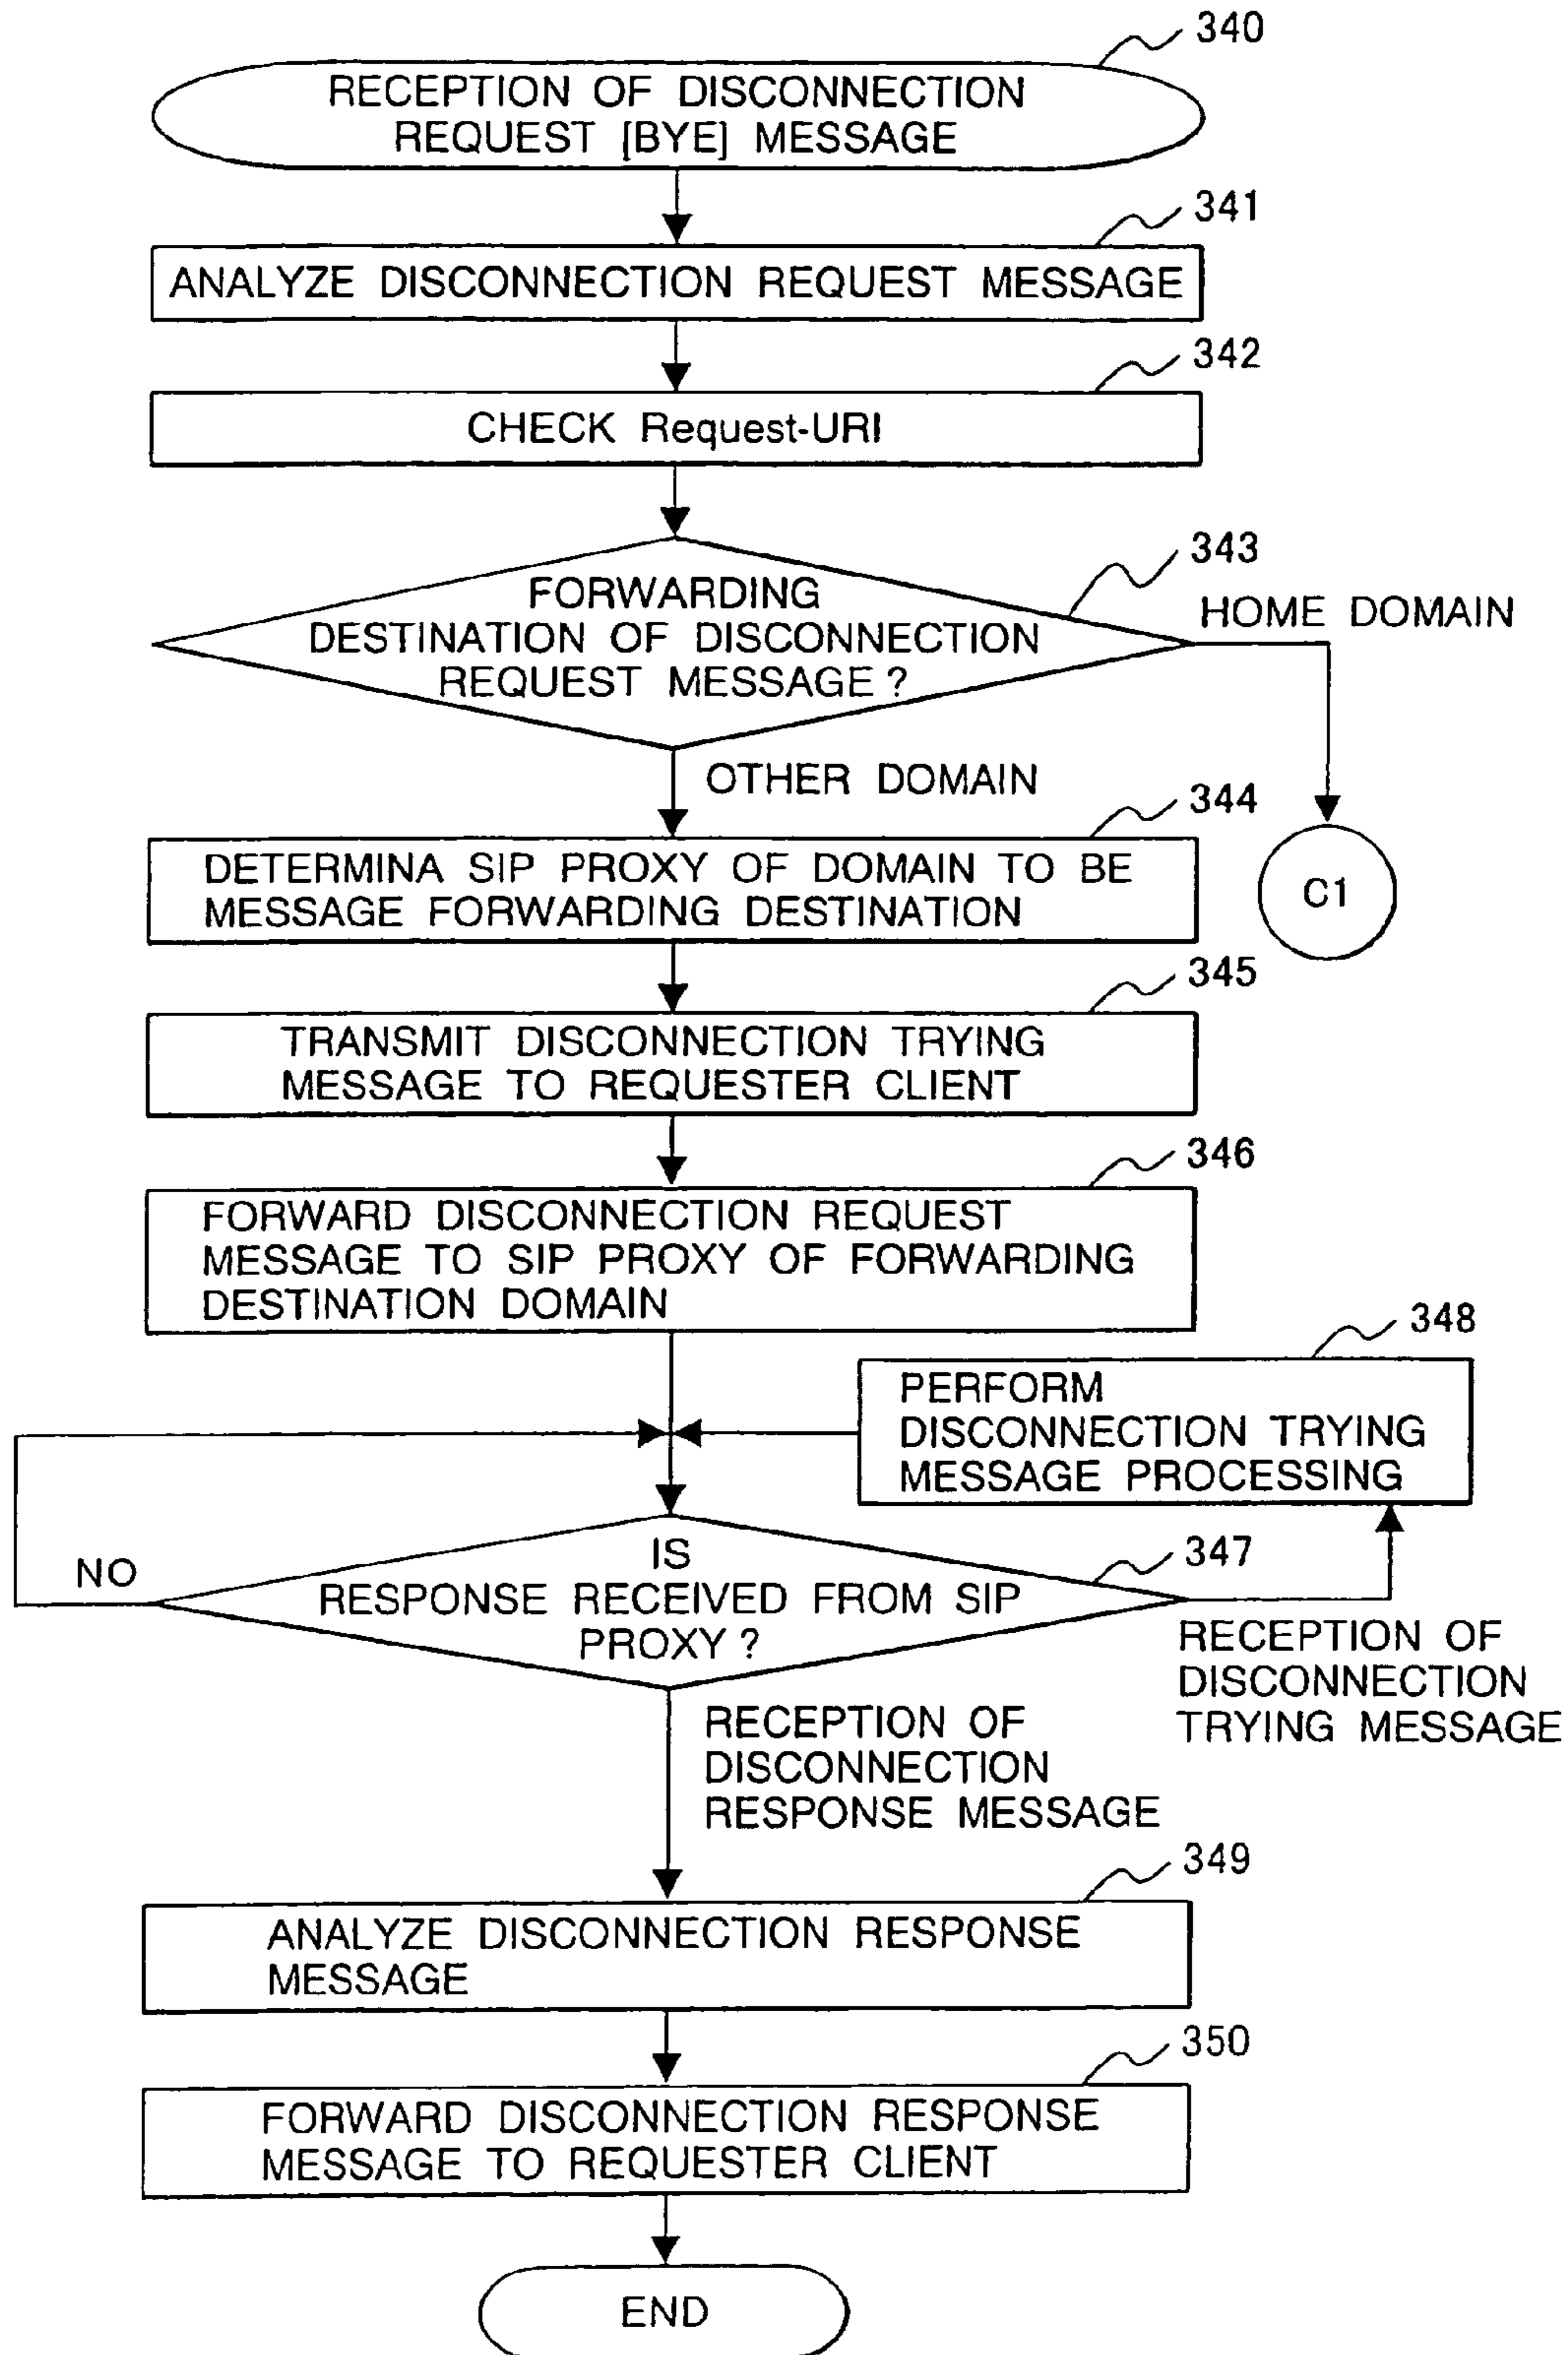 340
RECEPTION OF DISCONNECTION
REQUEST [BYE] MESSAGE
341
ANALYZE DISCONNECTION REQUEST MESSAGE
342
CHECK Request-URI
343
FORWARDING
DESTINATION OF DISCONNECTION
REQUEST MESSAGE ?
HOME DOMAIN
OTHER DOMAIN
344
DETERMINA SIP PROXY OF DOMAIN TO BE
MESSAGE FORWARDING DESTINATION
C1
345
TRANSMIT DISCONNECTION TRYING
MESSAGE TO REQUESTER CLIENT
346
FORWARD DISCONNECTION REQUEST
MESSAGE TO SIP PROXY OF FORWARDING
DESTINATION DOMAIN
348
PERFORM
DISCONNECTION TRYING
MESSAGE PROCESSING
347
IS
RESPONSE RECEIVED FROM SIP
PROXY ?
NO
RECEPTION OF
DISCONNECTION
TRYING MESSAGE
RECEPTION OF
DISCONNECTION
RESPONSE MESSAGE
349
ANALYZE DISCONNECTION RESPONSE
MESSAGE
350
FORWARD DISCONNECTION RESPONSE
MESSAGE TO REQUESTER CLIENT
END